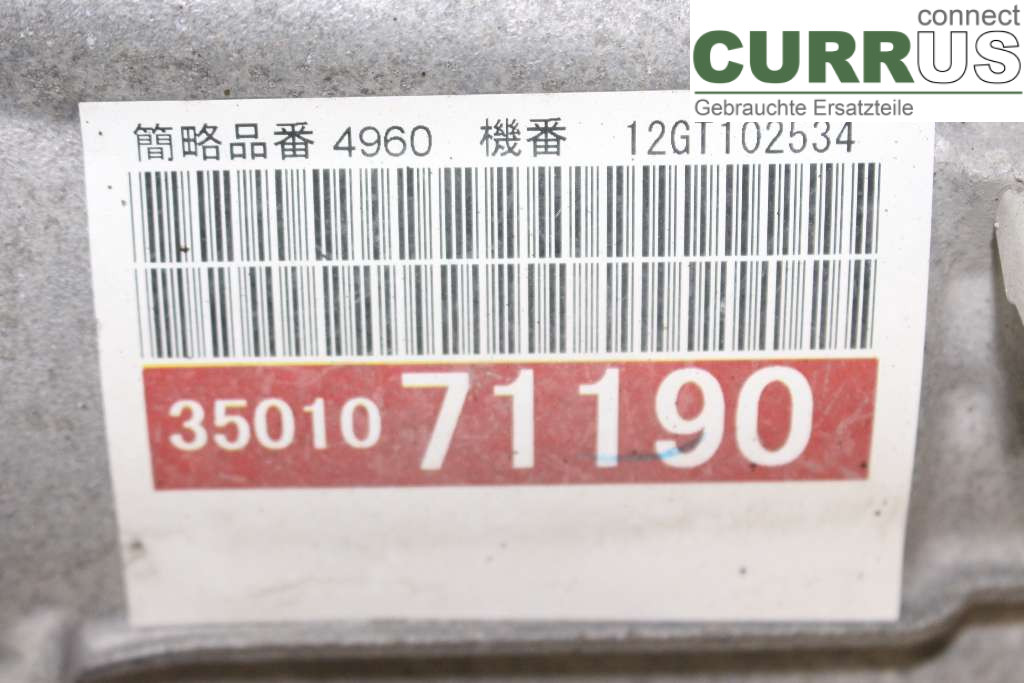 connect
CURRUS
Gebrauchte Ersatzteile
簡略品番 4960 機番 12GT102534
35010 71190